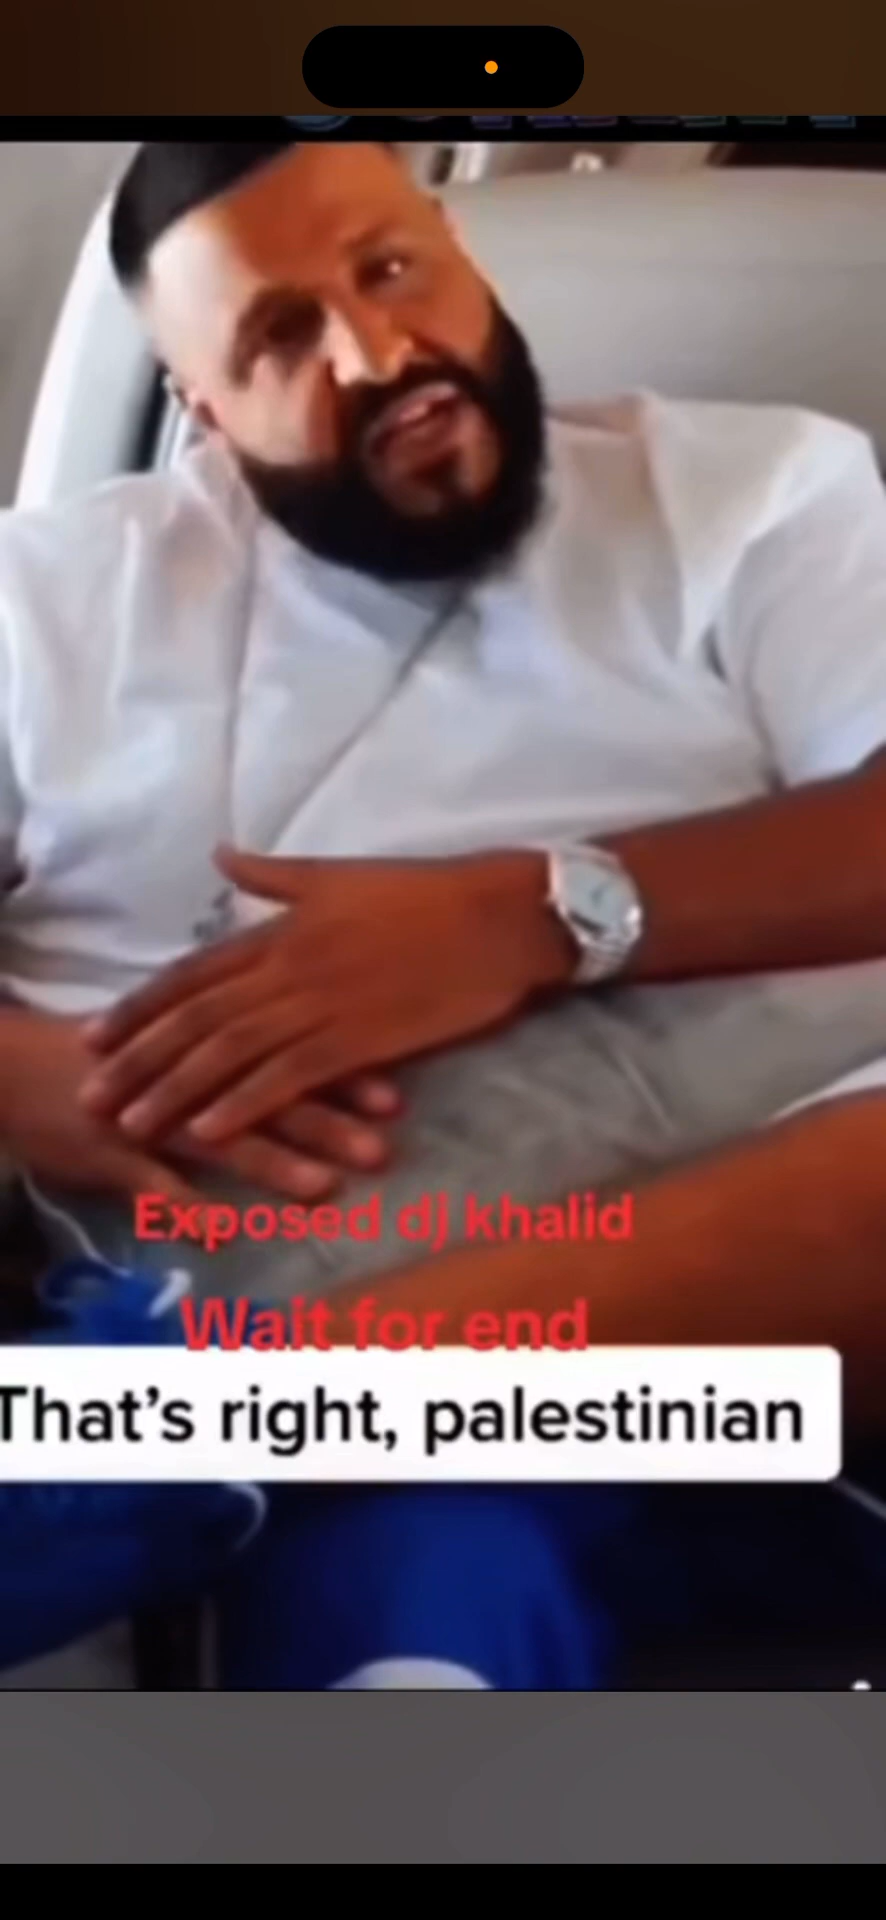 Exposed dj khalid
Wait for end
That’s right, palestinian